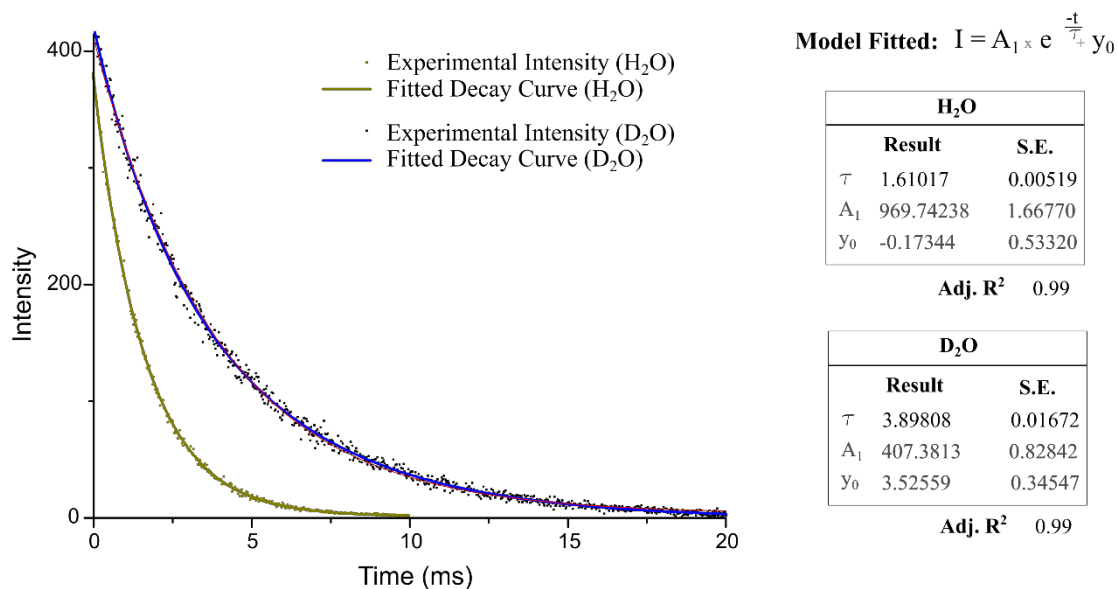 400
200
0
Intensity
0 5 10 15 20
Time (ms)
Experimental Intensity (H₂O)
Fitted Decay Curve (H₂O)
Experimental Intensity (D₂O)
Fitted Decay Curve (D₂O)
Model Fitted: I = A₁ x e -t/τ + y₀
H₂O
Result S.E.
τ 1.61017 0.00519
A₁ 969.74238 1.66770
y₀ -0.17344 0.53320
Adj. R² 0.99
D₂O
Result S.E.
τ 3.89808 0.01672
A₁ 407.3813 0.82842
y₀ 3.52559 0.34547
Adj. R² 0.99